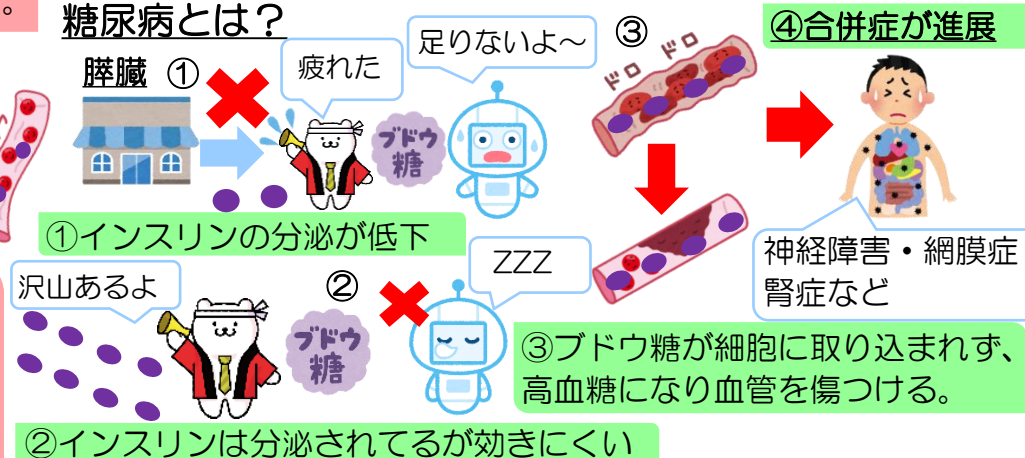 。
糖尿病とは？
膵臓 ①
疲れた
足りないよ～
ブドウ
糖
①インスリンの分泌が低下
沢山あるよ
②
ZZZ
ブドウ
糖
②インスリンは分泌されてるが効きにくい
③
ドロ ドロ
③ブドウ糖が細胞に取り込まれず、
高血糖になり血管を傷つける。
④合併症が進展
神経障害・網膜症
腎症など